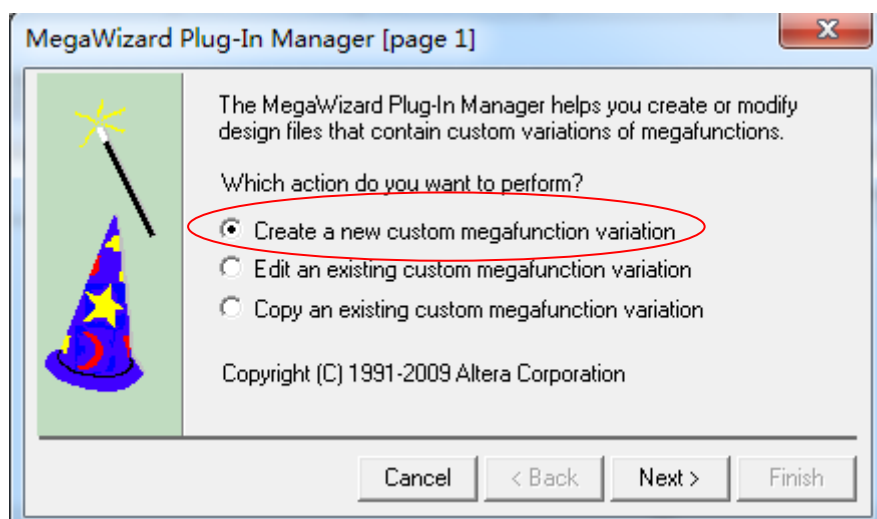 MegaWizard Plug-In Manager [page 1]
The MegaWizard Plug-In Manager helps you create or modify
design files that contain custom variations of megafunctions.
Which action do you want to perform?
Create a new custom megafunction variation
Edit an existing custom megafunction variation
Copy an existing custom megafunction variation
Copyright (C) 1991-2009 Altera Corporation
Cancel < Back Next > Finish